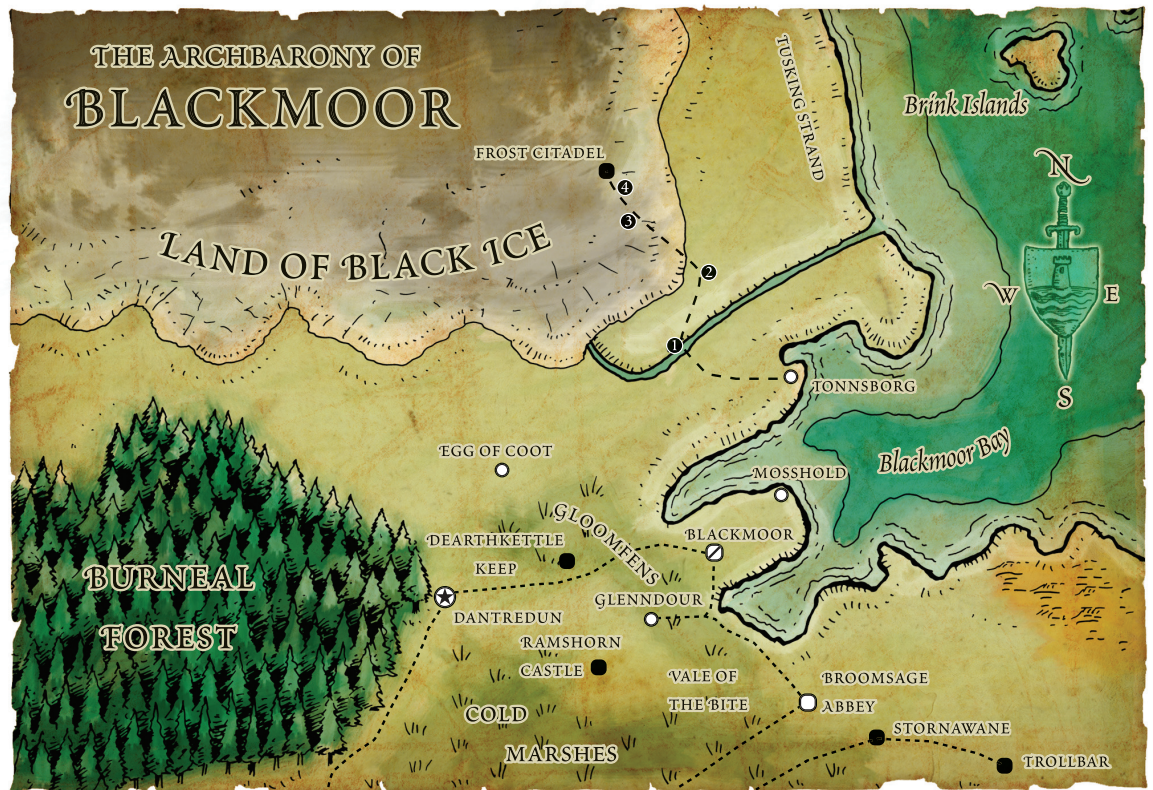 THE ARCHBARONY OF
BLACKMOOR
TUSKING STRAND
Brink Islands
FROST CITADEL
N
4
3
LAND OF BLACK ICE
2
W
E
1
TONNSBORG
S
EGG OF COOT
Blackmoor Bay
MOSSHOLD
GLOOMFENS
BLACKMOOR
DEARTHKETTLE
KEEP
BURNEAL
FOREST
GLENNDOUR
DANTREDUN
RAMSHORN
CASTLE
VALE OF
THE BITE
BROOMSAGE
ABBEY
COLD
MARSHES
STORNAWANE
TROLLBAR